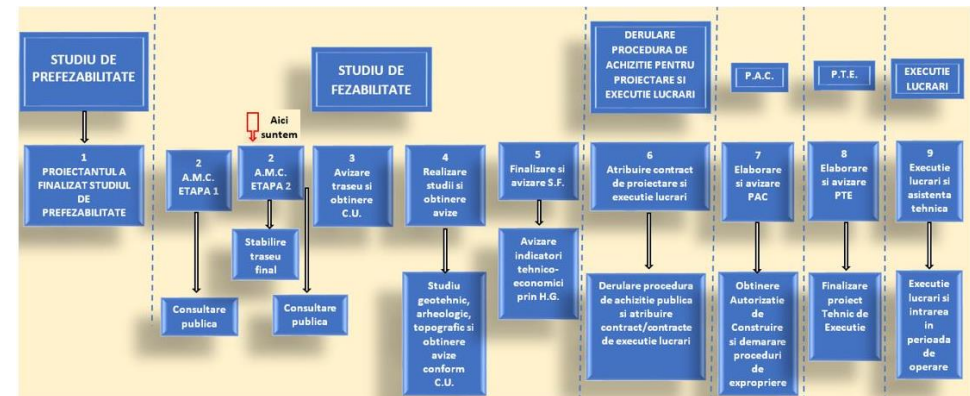 STUDIU DE
PREFEZABILITATE
STUDIU DE
FEZABILITATE
DERULARE
PROCEDURA DE
ACHIZITIE PENTRU
PROIECTARE SI
EXECUTIE LUCRARI
P.A.C.
P.T.E.
EXECUTIE
LUCRARI
Aici
suntem
1
PROIECTANTUL A
FINALIZAT STUDIUL
DE
PREFEZABILITATE
2
A.M.C.
ETAPA 1
2
A.M.C.
ETAPA 2
3
Avizare
traseu si
obtinere
C.U.
4
Realizare
studii si
obtinere
avize
5
Finalizare si
avizare S.F.
6
Atribuire contract
de proiectare si
executie lucrari
7
Elaborare
si avizare
PAC
8
Elaborare
si avizare
PTE
9
Executie
lucrari si
asistenta
tehnica
Consultare
publica
Stabilire
traseu
final
Consultare
publica
Studiu
geotehnic,
arheologic,
topografic si
obtinere
avize
conform
C.U.
Avizare
indicatori
tehnico-
economici
prin H.G.
Derulare procedura
de achizitie publica
si atribuire
contract/contracte
de executie lucrari
Obtinere
Autorizatie
de
Construire
si demarare
proceduri
de
expropriere
Finalizare
proiect
Tehnic de
Executie
Executie
lucrari si
intrarea
in
perioada
de
operare